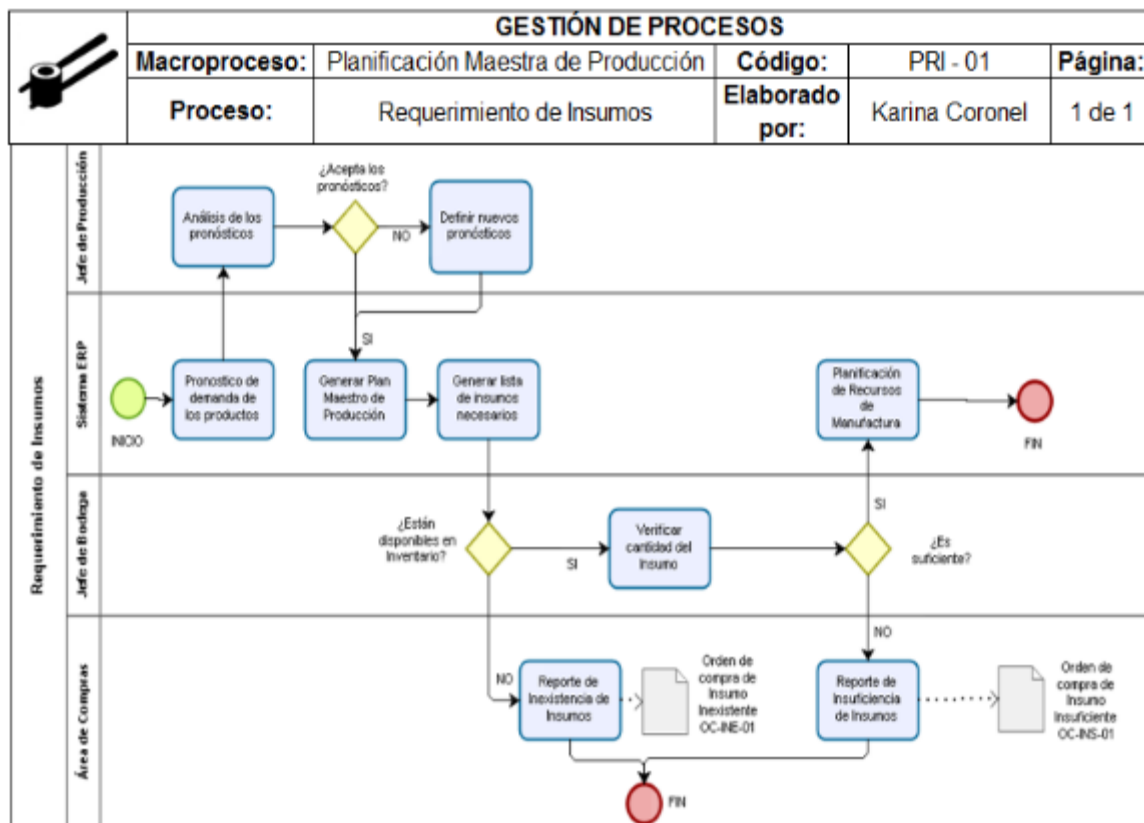 GESTIÓN DE PROCESOS
Macroproceso: Planificación Maestra de Producción Código: PRI - 01 Página:
Proceso: Requerimiento de Insumos Elaborado por: Karina Coronel 1 de 1
Requerimiento de Insumos
Jefe de Producción
Análisis de los
pronósticos
¿Acepta los
pronósticos?
NO
Definir nuevos
pronósticos
Sistema ERP
INICIO
Pronostico de
demanda de
los productos
SI
Generar Plan
Maestro de
Producción
Generar lista
de insumos
necesarios
Planificación
de Recursos
de
Manufactura
FIN
Jefe de Bodega
¿Están
disponibles en
Inventario?
SI
Verificar
cantidad del
Insumo
SI
¿Es
suficiente?
Área de Compras
NO
Reporte de
Inexistencia de
Insumos
Orden de
compra de
Insumo
Inexistente
OC-INE-01
NO
Reporte de
Insuficiencia
de Insumos
Orden de
compra de
Insumo
Insuficiente
OC-INS-01
FIN